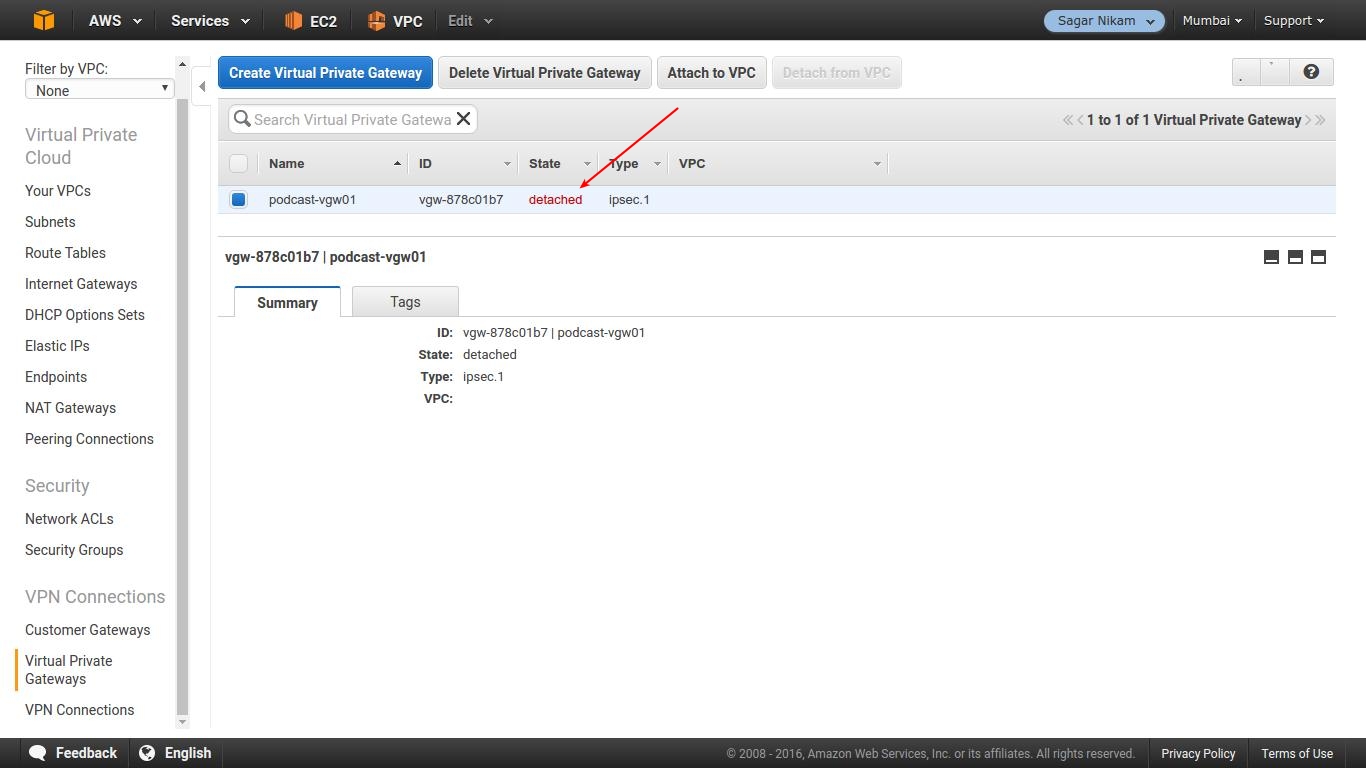 AWS Services EC2 VPC Edit Sagar Nikam Mumbai Support
Filter by VPC:
None
Virtual Private
Cloud
Your VPCs
Subnets
Route Tables
Internet Gateways
DHCP Options Sets
Elastic IPs
Endpoints
NAT Gateways
Peering Connections
Security
Network ACLs
Security Groups
VPN Connections
Customer Gateways
Virtual Private
Gateways
VPN Connections
Create Virtual Private Gateway Delete Virtual Private Gateway Attach to VPC Detach from VPC
Search Virtual Private Gatewa 1 to 1 of 1 Virtual Private Gateway
Name ID State Type VPC
podcast-vgw01 vgw-878c01b7 detached ipsec.1
vgw-878c01b7 | podcast-vgw01
Summary Tags
ID: vgw-878c01b7 | podcast-vgw01
State: detached
Type: ipsec.1
VPC:
Feedback English © 2008 - 2016, Amazon Web Services, Inc. or its affiliates. All rights reserved. Privacy Policy Terms of Use